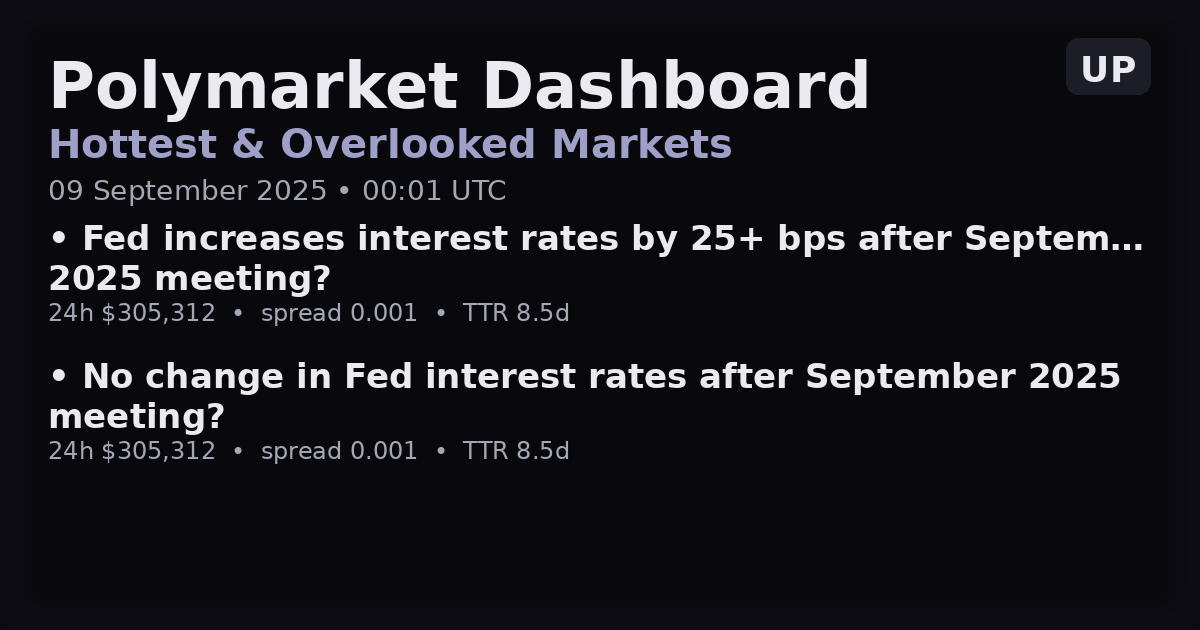 Polymarket Dashboard
UP
Hottest & Overlooked Markets
09 September 2025 • 00:01 UTC
• Fed increases interest rates by 25+ bps after Septem…
2025 meeting?
24h $305,312 • spread 0.001 • TTR 8.5d
• No change in Fed interest rates after September 2025
meeting?
24h $305,312 • spread 0.001 • TTR 8.5d